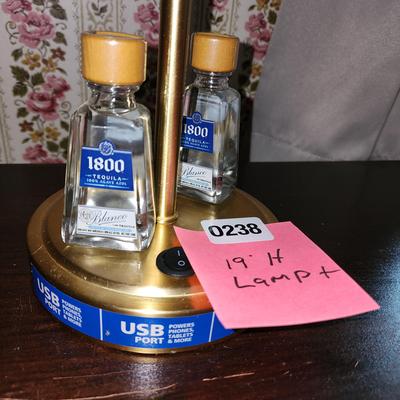 1800
TEQUILA
100% AGAVE AZUL
Blanco
1800
TEQUILA
0238
19" H
Lamp +
USB PORT
POWERS PHONES, TABLETS & MORE
USB PORT
POWERS PHONES, TABLETS & MORE